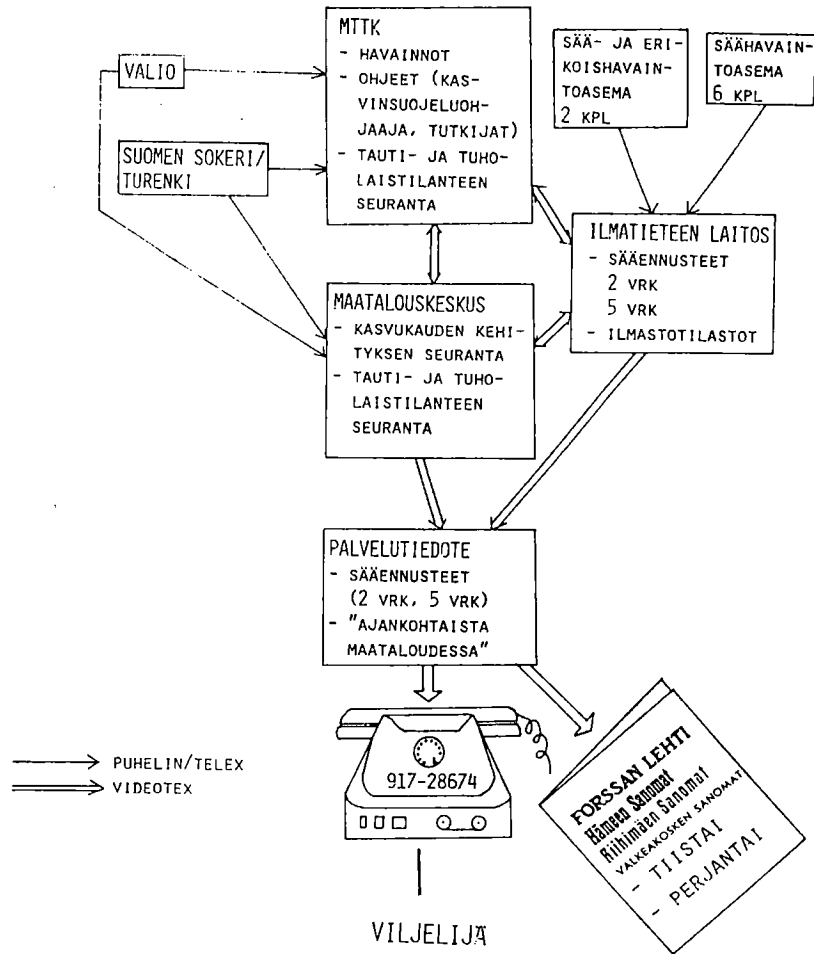 MTTK
- HAVAINNOT
- OHJEET (KAS-
VINSUOJELUOH-
JAAJA, TUTKIJAT)
- TAUTI- JA TUHO-
LAISTILANTEEN
SEURANTA
SÄÄ- JA ERI-
KOISHAVAIN-
TOASEMA
2 KPL
SÄÄHAVAIN-
TOASEMA
6 KPL
VALIO
SUOMEN SOKERI/
TURENKI
ILMATIETEEN LAITOS
- SÄÄENNUSTEET
2 VRK
5 VRK
- ILMASTOTILASTOT
MAATALOUSKESKUS
- KASVUKAUDEN KEHI-
TYKSEN SEURANTA
- TAUTI- JA TUHO-
LAISTILANTEEN
SEURANTA
PALVELUTIEDOTE
- SÄÄENNUSTEET
(2 VRK, 5 VRK)
- "AJANKOHTAISTA
MAATALOUDESSA"
PUHELIN/TELEX
VIDEOTEX
917-28674
FORSSAN LEHTI
Hämeen Sanomat
Riihimäen Sanomat
VALKEAKOSKEN SANOMAT
- TIISTAI
- PERJANTAI
VILJELIJÄ